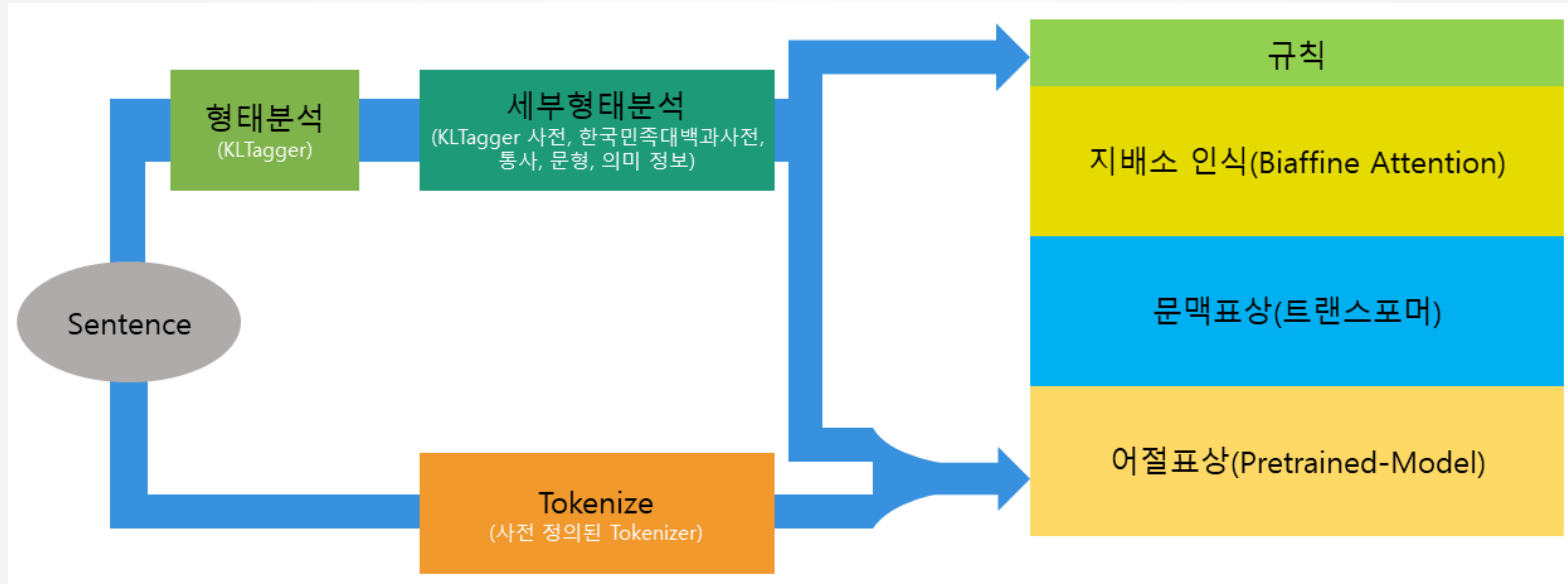 형태분석
(KLTagger)
세부형태분석
(KLTagger 사전, 한국민족대백과사전,
통사, 문형, 의미 정보)
Sentence
Tokenize
(사전 정의된 Tokenizer)
규칙
지배소 인식(Biaffine Attention)
문맥표상(트랜스포머)
어절표상(Pretrained-Model)